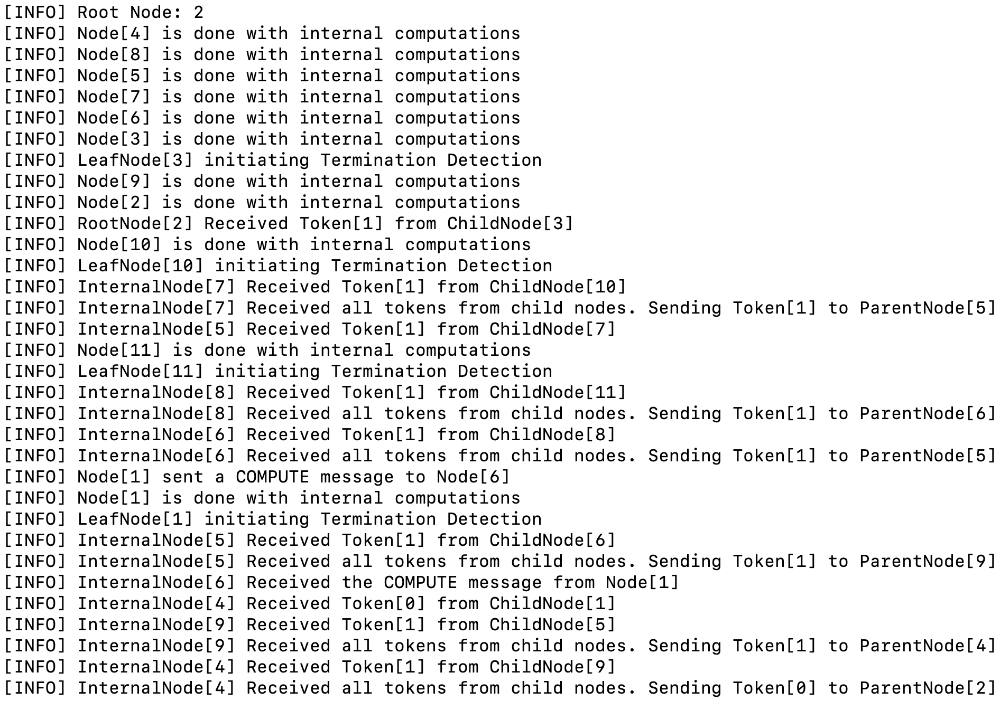 [INFO] Root Node: 2
[INFO] Node[4] is done with internal computations
[INFO] Node[8] is done with internal computations
[INFO] Node[5] is done with internal computations
[INFO] Node[7] is done with internal computations
[INFO] Node[6] is done with internal computations
[INFO] Node[3] is done with internal computations
[INFO] LeafNode[3] initiating Termination Detection
[INFO] Node[9] is done with internal computations
[INFO] Node[2] is done with internal computations
[INFO] RootNode[2] Received Token[1] from ChildNode[3]
[INFO] Node[10] is done with internal computations
[INFO] LeafNode[10] initiating Termination Detection
[INFO] InternalNode[7] Received Token[1] from ChildNode[10]
[INFO] InternalNode[7] Received all tokens from child nodes. Sending Token[1] to ParentNode[5]
[INFO] InternalNode[5] Received Token[1] from ChildNode[7]
[INFO] Node[11] is done with internal computations
[INFO] LeafNode[11] initiating Termination Detection
[INFO] InternalNode[8] Received Token[1] from ChildNode[11]
[INFO] InternalNode[8] Received all tokens from child nodes. Sending Token[1] to ParentNode[6]
[INFO] InternalNode[6] Received Token[1] from ChildNode[8]
[INFO] InternalNode[6] Received all tokens from child nodes. Sending Token[1] to ParentNode[5]
[INFO] Node[1] sent a COMPUTE message to Node[6]
[INFO] Node[1] is done with internal computations
[INFO] LeafNode[1] initiating Termination Detection
[INFO] InternalNode[5] Received Token[1] from ChildNode[6]
[INFO] InternalNode[5] Received all tokens from child nodes. Sending Token[1] to ParentNode[9]
[INFO] InternalNode[6] Received the COMPUTE message from Node[1]
[INFO] InternalNode[4] Received Token[0] from ChildNode[1]
[INFO] InternalNode[9] Received Token[1] from ChildNode[5]
[INFO] InternalNode[9] Received all tokens from child nodes. Sending Token[1] to ParentNode[4]
[INFO] InternalNode[4] Received Token[1] from ChildNode[9]
[INFO] InternalNode[4] Received all tokens from child nodes. Sending Token[0] to ParentNode[2]